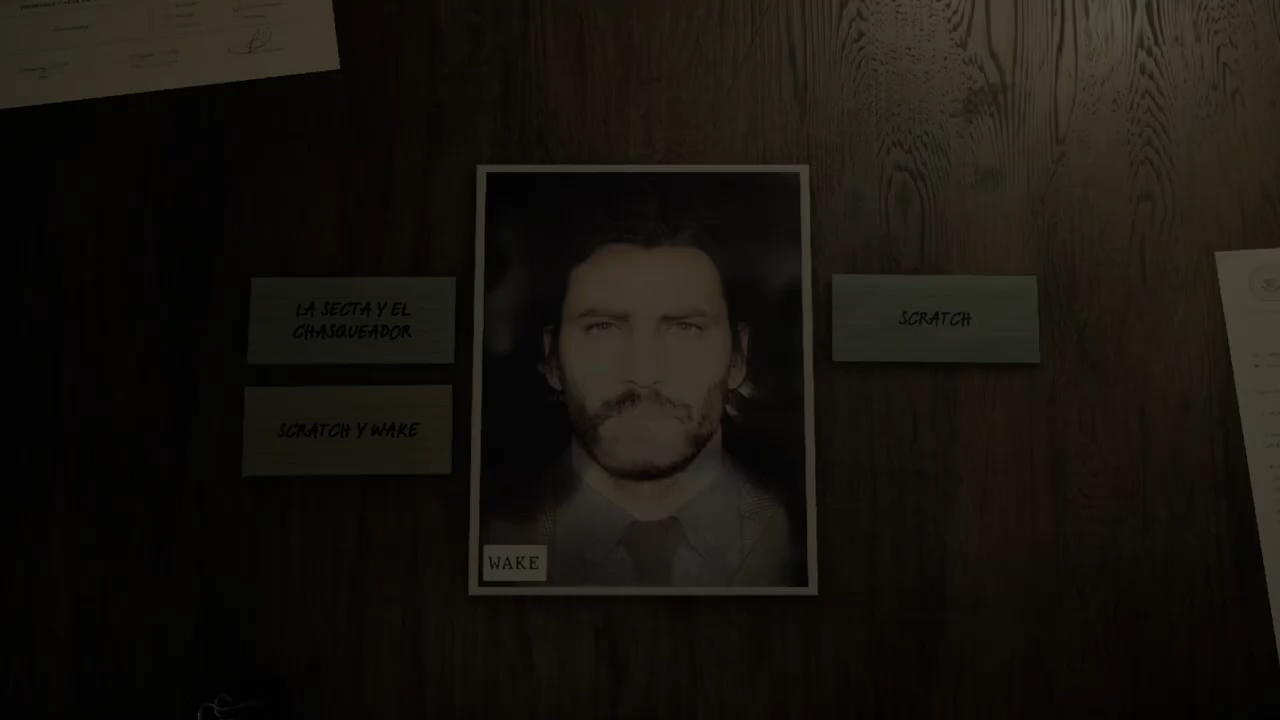 LA SECTA Y EL
CHASQUEADOR
SCRATCH Y WAKE
WAKE
SCRATCH